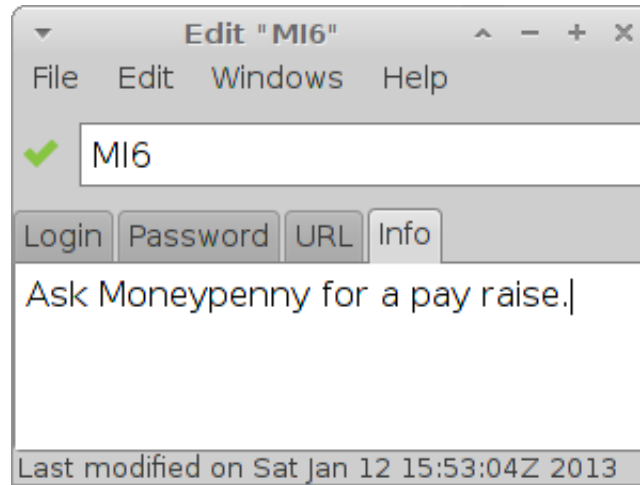 Edit "MI6"
File Edit Windows Help
MI6
Login Password URL Info
Ask Moneypenny for a pay raise.
Last modified on Sat Jan 12 15:53:04Z 2013